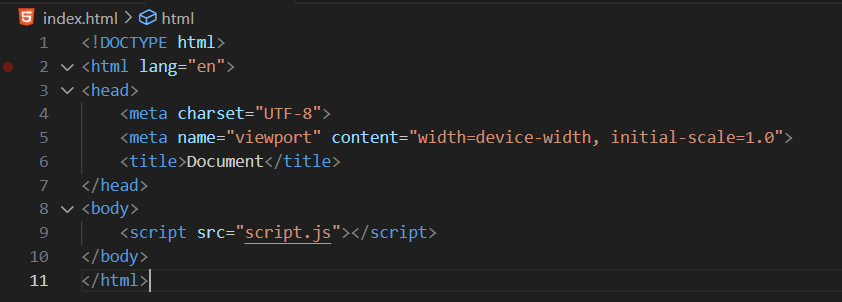 index.html > html
1 <!DOCTYPE html>
2 <html lang="en">
3 <head>
4     <meta charset="UTF-8">
5     <meta name="viewport" content="width=device-width, initial-scale=1.0">
6     <title>Document</title>
7 </head>
8 <body>
9     <script src="script.js"></script>
10 </body>
11 </html>